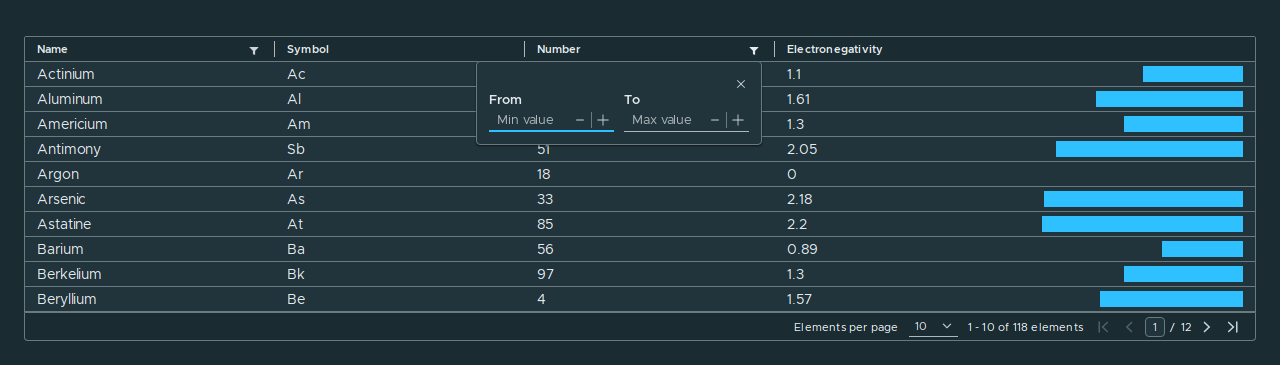 Name Symbol Number Electronegativity
Actinium Ac 1.1
Aluminum Al From To 1.61
Americium Am Min value Max value 1.3
Antimony Sb 51 2.05
Argon Ar 18 0
Arsenic As 33 2.18
Astatine At 85 2.2
Barium Ba 56 0.89
Berkelium Bk 97 1.3
Beryllium Be 4 1.57
Elements per page 10 1 - 10 of 118 elements 1 / 12